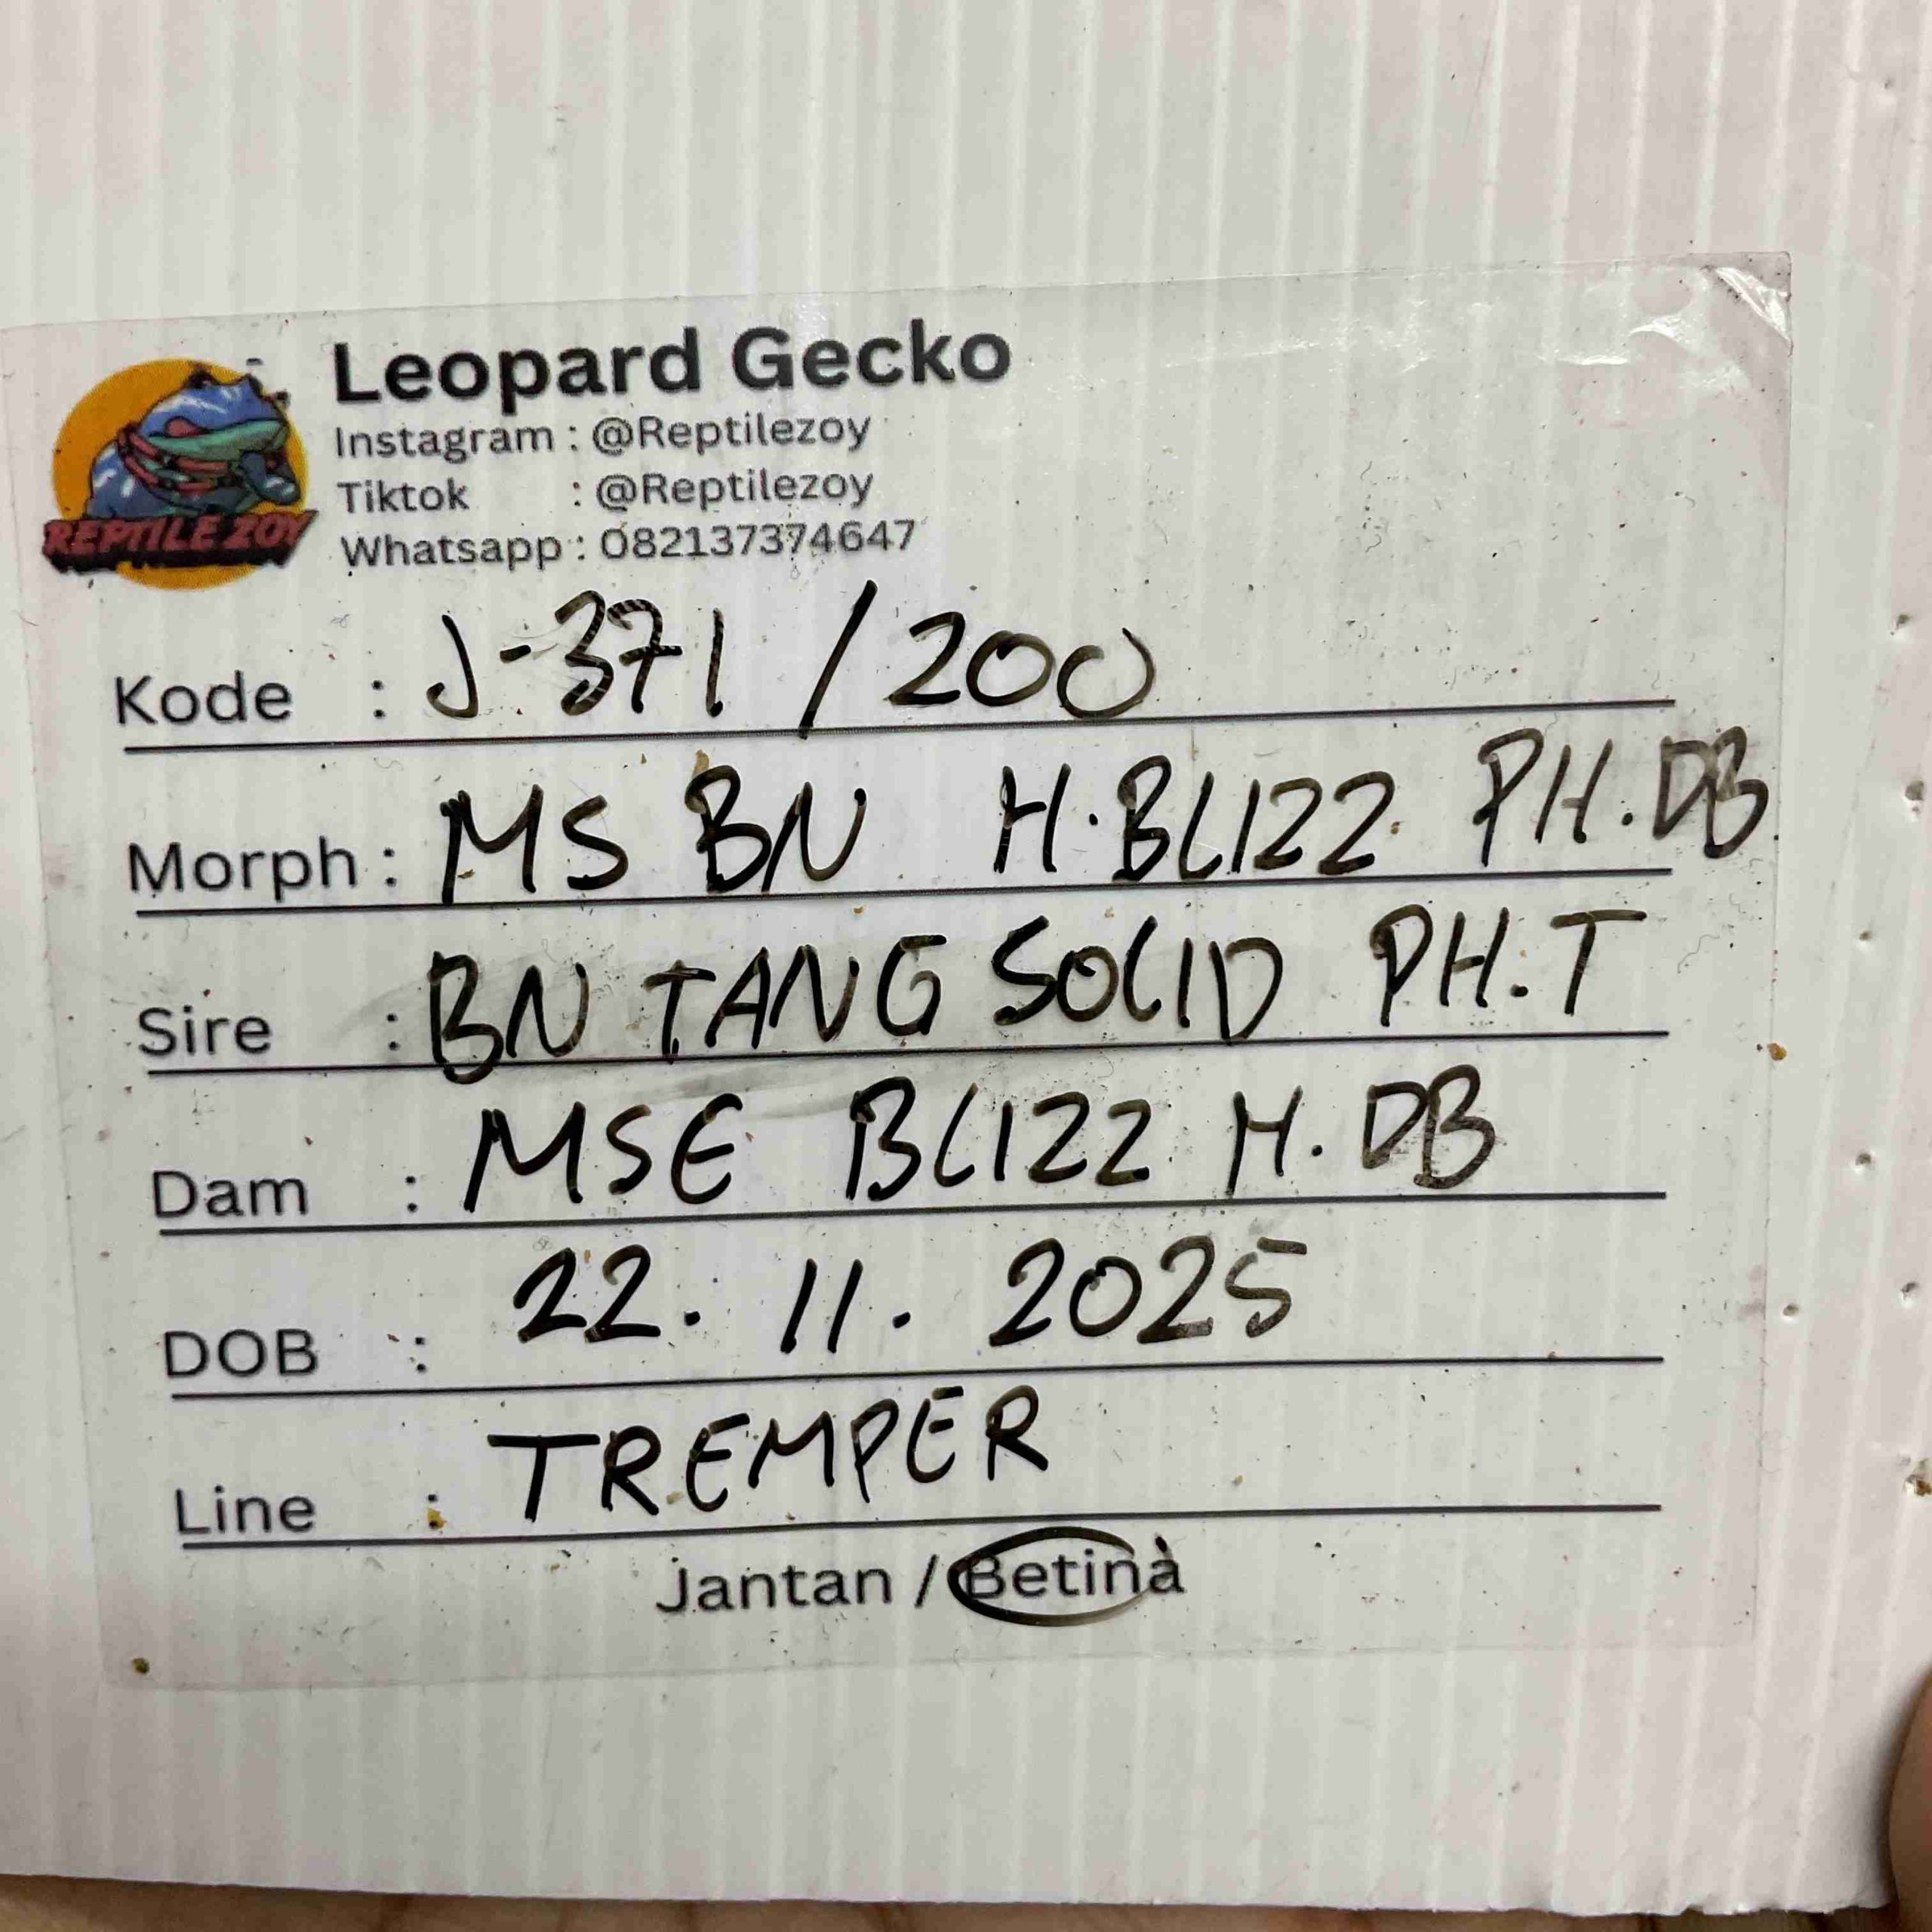 Leopard Gecko
Instagram : @Reptilezoy
Tiktok : @Reptilezoy
Whatsapp : 082137374647
REPTILE ZOY
Kode : J-371 / 200
Morph : MS BN H.BLIZZ PH.DB
Sire : BN TANG SOLID PH.T
Dam : MSE BLIZZ H.DB
DOB : 22.11.2025
Line : TREMPER
Jantan / Betina